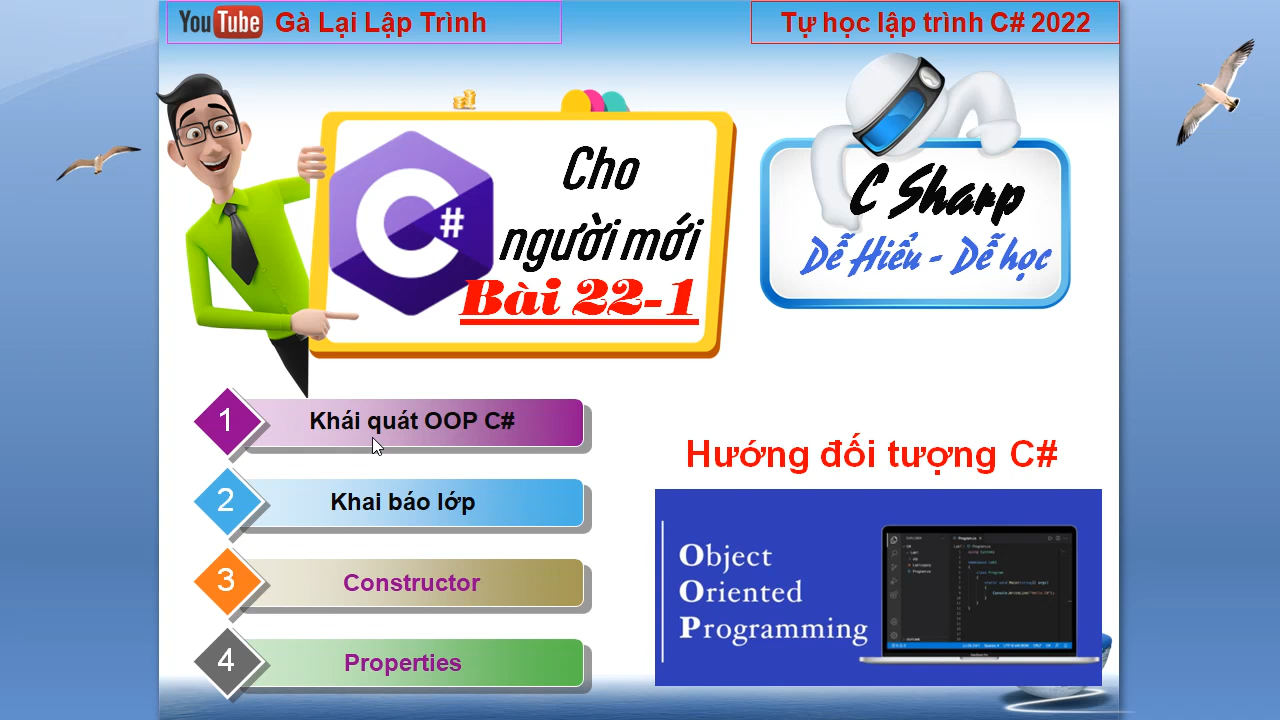 YouTube Gà Lại Lập Trình
Tự học lập trình C# 2022
C#
Cho
người mới
Bài 22-1
C Sharp
Dễ Hiểu - Dễ học
1 Khái quát OOP C#
2 Khai báo lớp
3 Constructor
4 Properties
Hướng đối tượng C#
Object
Oriented
Programming